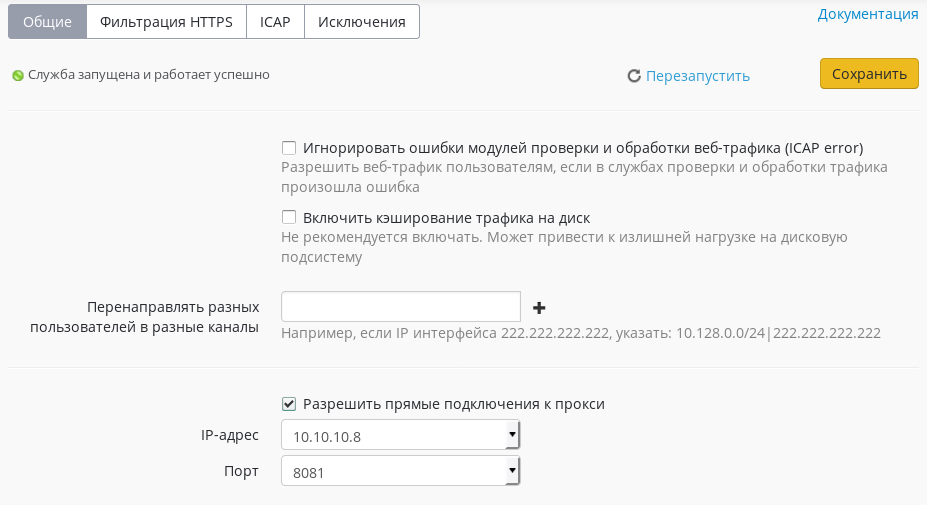 Общие Фильтрация HTTPS ICAP Исключения Документация
Служба запущена и работает успешно Перезапустить Сохранить
Игнорировать ошибки модулей проверки и обработки веб-трафика (ICAP error)
Разрешить веб-трафик пользователям, если в службах проверки и обработки трафика
произошла ошибка
Включить кэширование трафика на диск
Не рекомендуется включать. Может привести к излишней нагрузке на дисковую
подсистему
Перенаправлять разных
пользователей в разные каналы
Например, если IP интерфейса 222.222.222.222, указать: 10.128.0.0/24|222.222.222.222
Разрешить прямые подключения к прокси
IP-адрес 10.10.10.8
Порт 8081